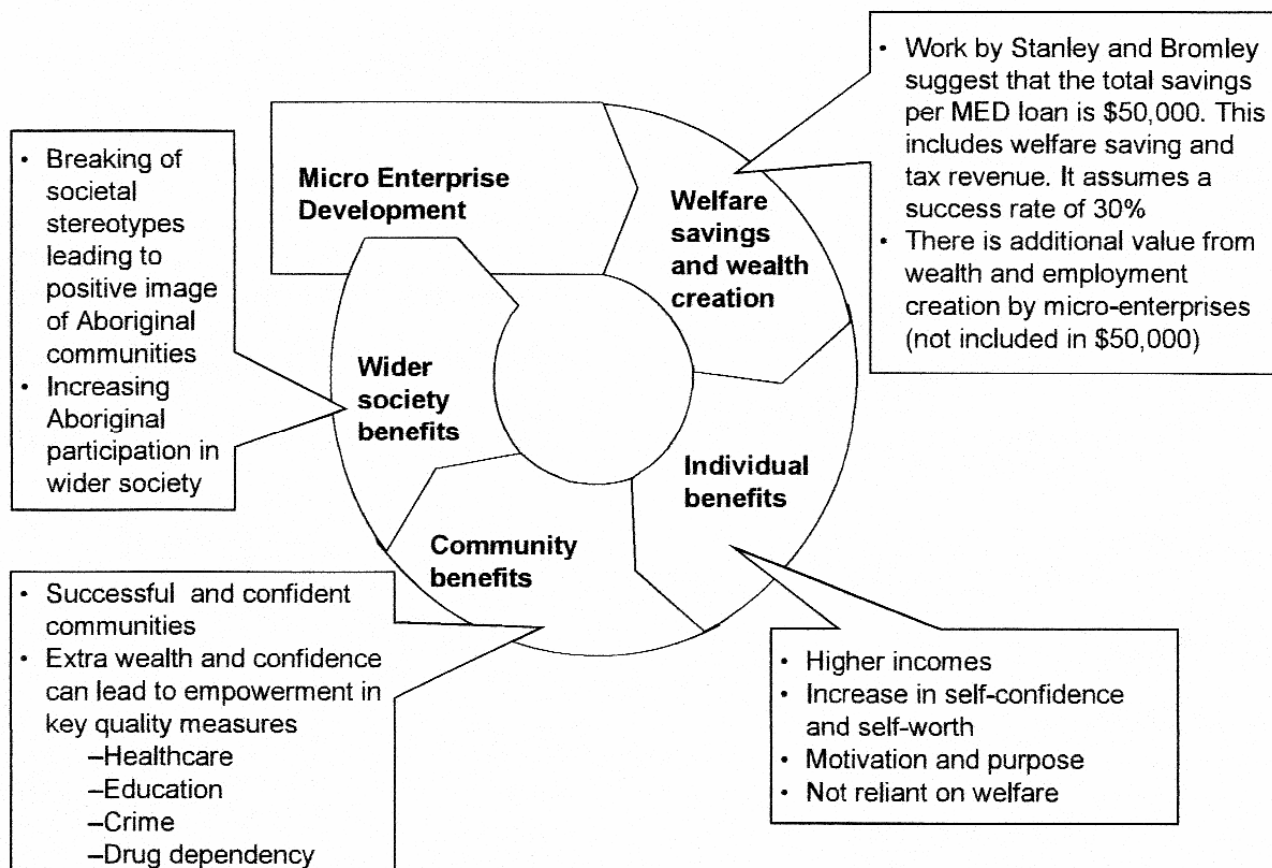 Micro Enterprise
Development
Welfare
savings
and wealth
creation
• Work by Stanley and Bromley
suggest that the total savings
per MED loan is $50,000. This
includes welfare saving and
tax revenue. It assumes a
success rate of 30%
• There is additional value from
wealth and employment
creation by micro-enterprises
(not included in $50,000)
Individual
benefits
• Higher incomes
• Increase in self-confidence
and self-worth
• Motivation and purpose
• Not reliant on welfare
Community
benefits
• Successful and confident
communities
• Extra wealth and confidence
can lead to empowerment in
key quality measures
–Healthcare
–Education
–Crime
–Drug dependency
Wider
society
benefits
• Breaking of
societal
stereotypes
leading to
positive image
of Aboriginal
communities
• Increasing
Aboriginal
participation in
wider society